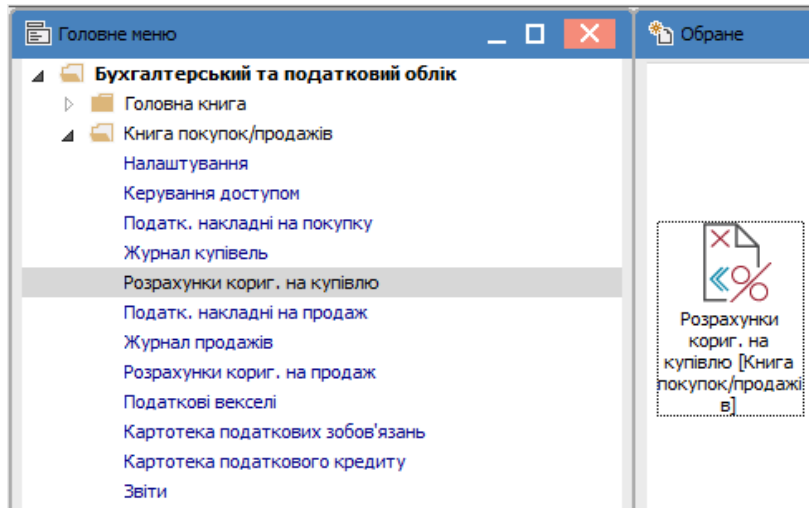 Головне меню
Обране
Бухгалтерський та податковий облік
Головна книга
Книга покупок/продажів
Налаштування
Керування доступом
Податк. накладні на покупку
Журнал купівель
Розрахунки кориг. на купівлю
Податк. накладні на продаж
Журнал продажів
Розрахунки кориг. на продаж
Податкові векселі
Картотека податкових зобов'язань
Картотека податкового кредиту
Звіти
Розрахунки
кориг. на
купівлю [Книга
покупок/продажі
в]